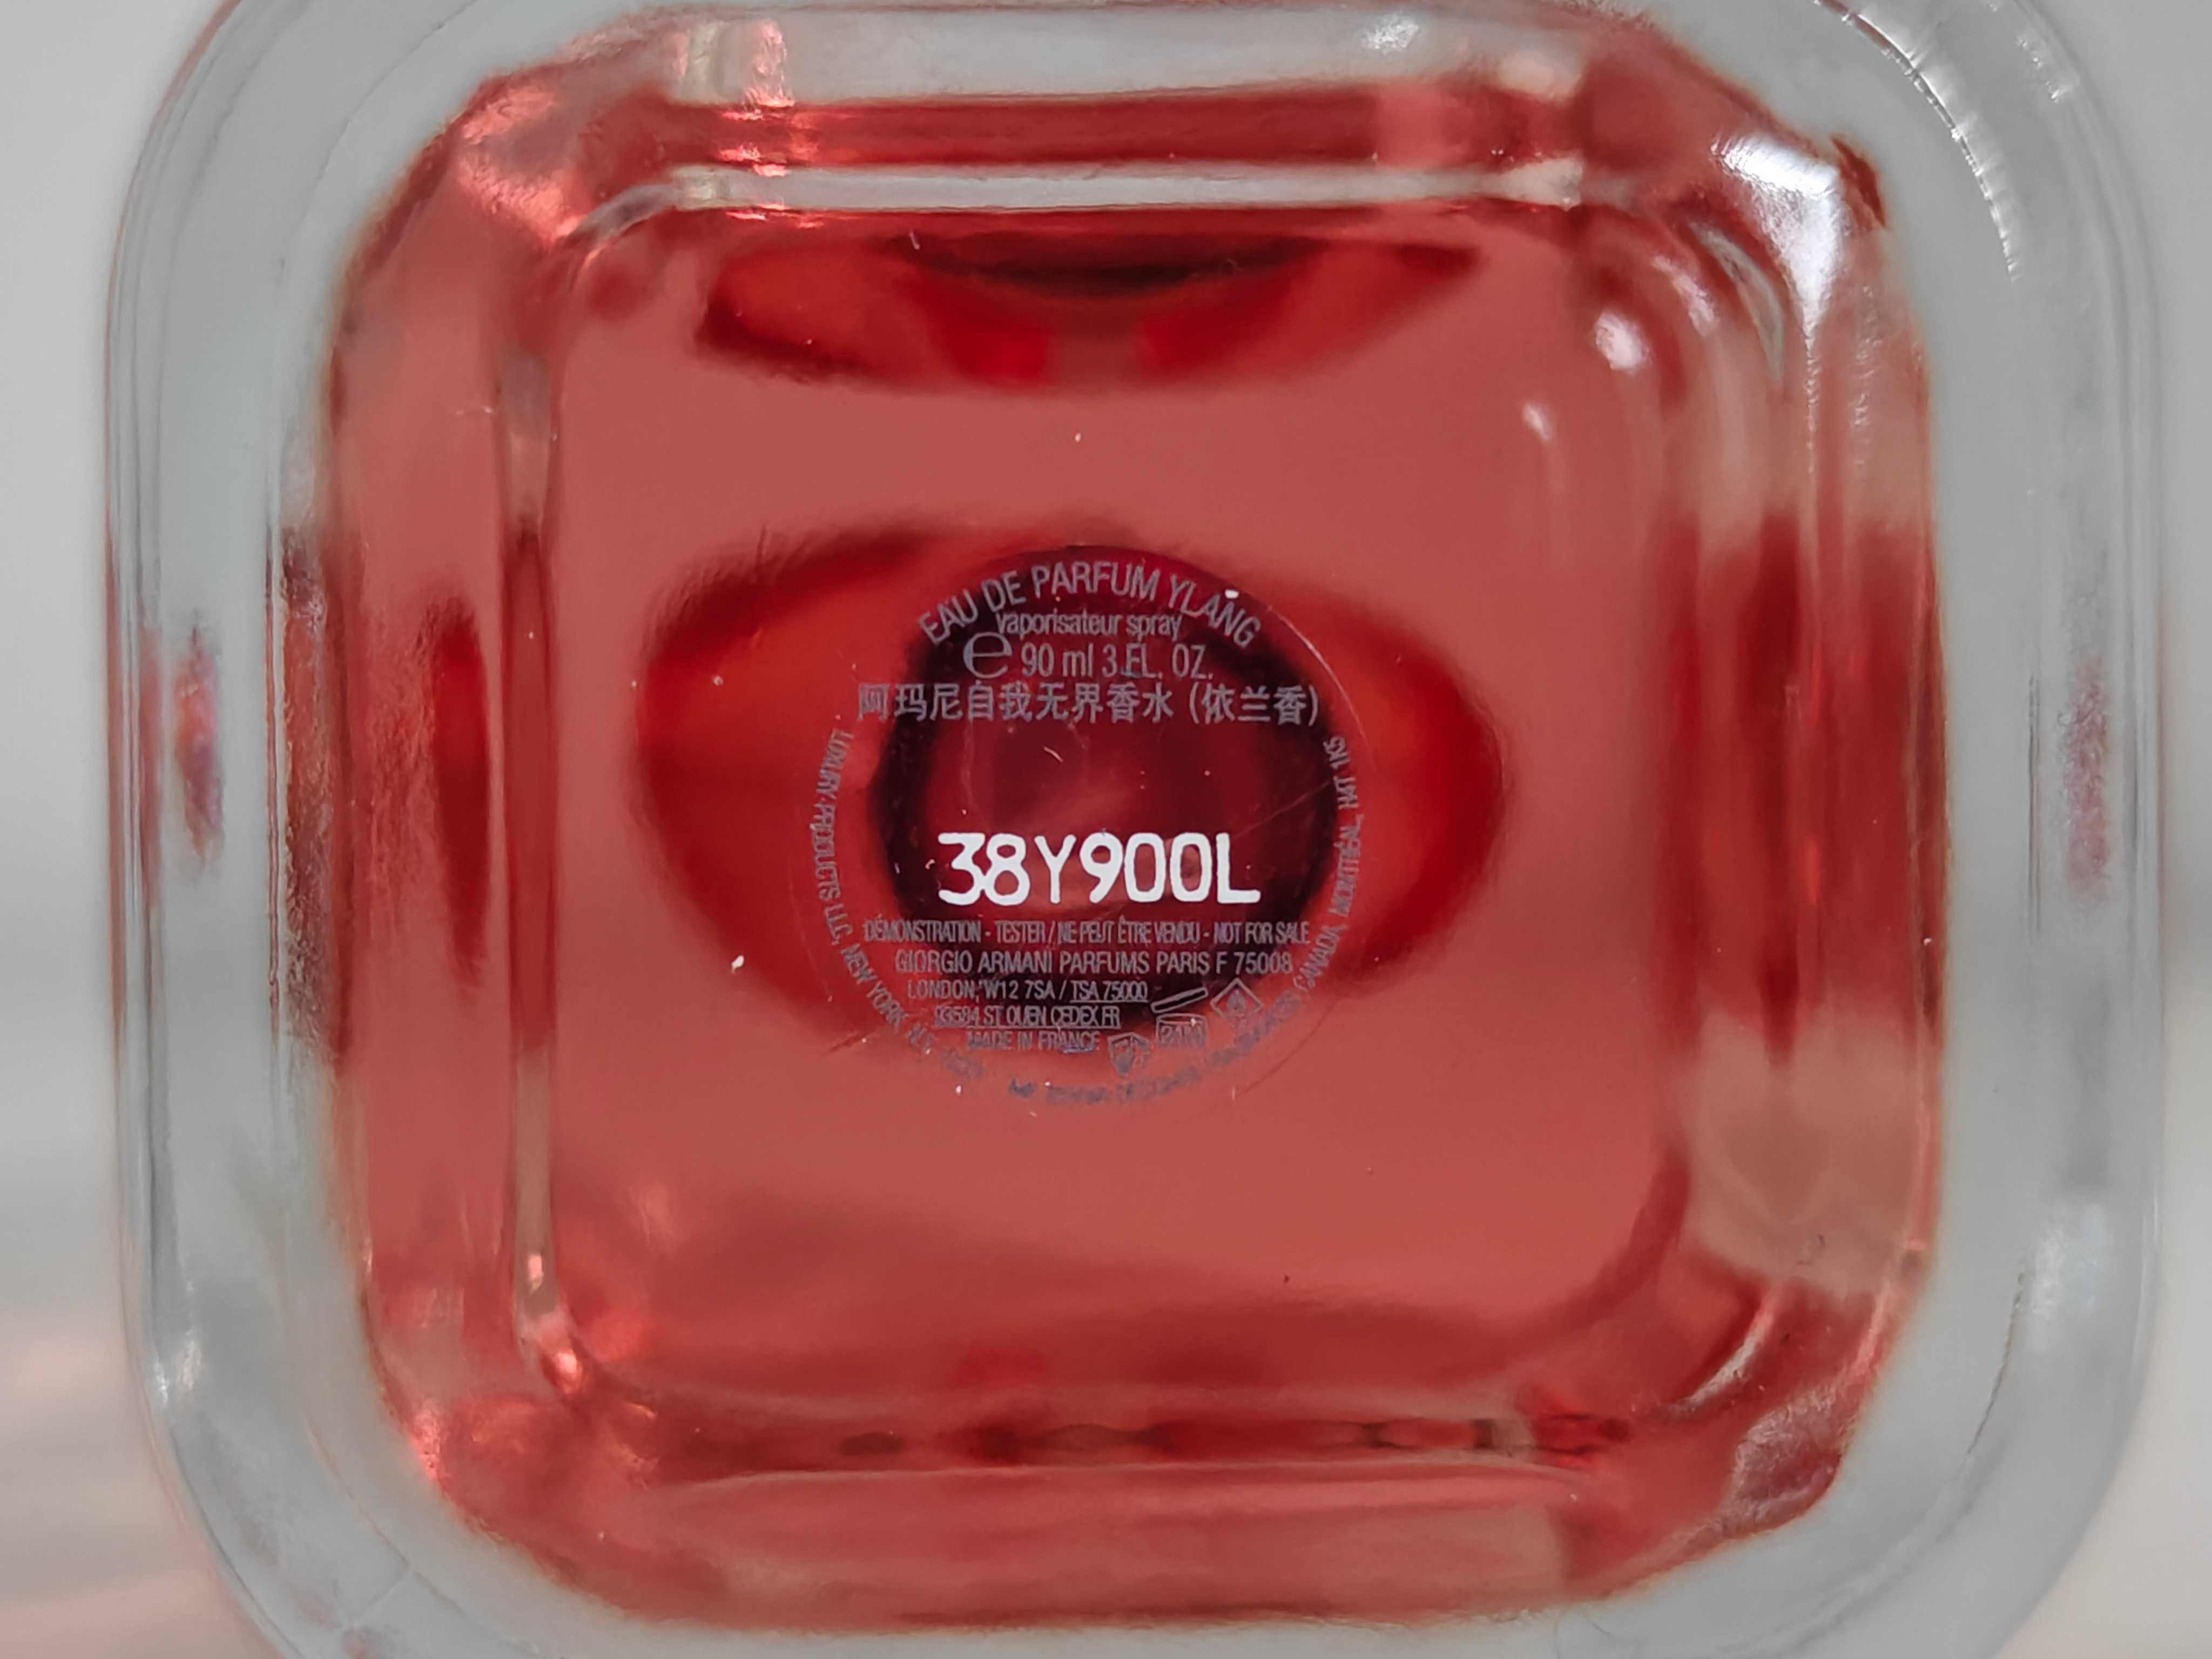 EAU DE PARFUM YLANG
vaporisateur spray
e 90 ml 3 FL. OZ.
阿玛尼自我无界香水 (依兰香)
38Y900L
DÉMONSTRATION - TESTER / NE PEUT ÊTRE VENDU - NOT FOR SALE
GIORGIO ARMANI PARFUMS PARIS F 75008
LONDON, W12 7SA / TSA 75000
93584 ST OUEN CEDEX FR
MADE IN FRANCE
24M
LUXURY PRODUCTS LLC, NEW YORK
CANADA, MONTRÉAL,